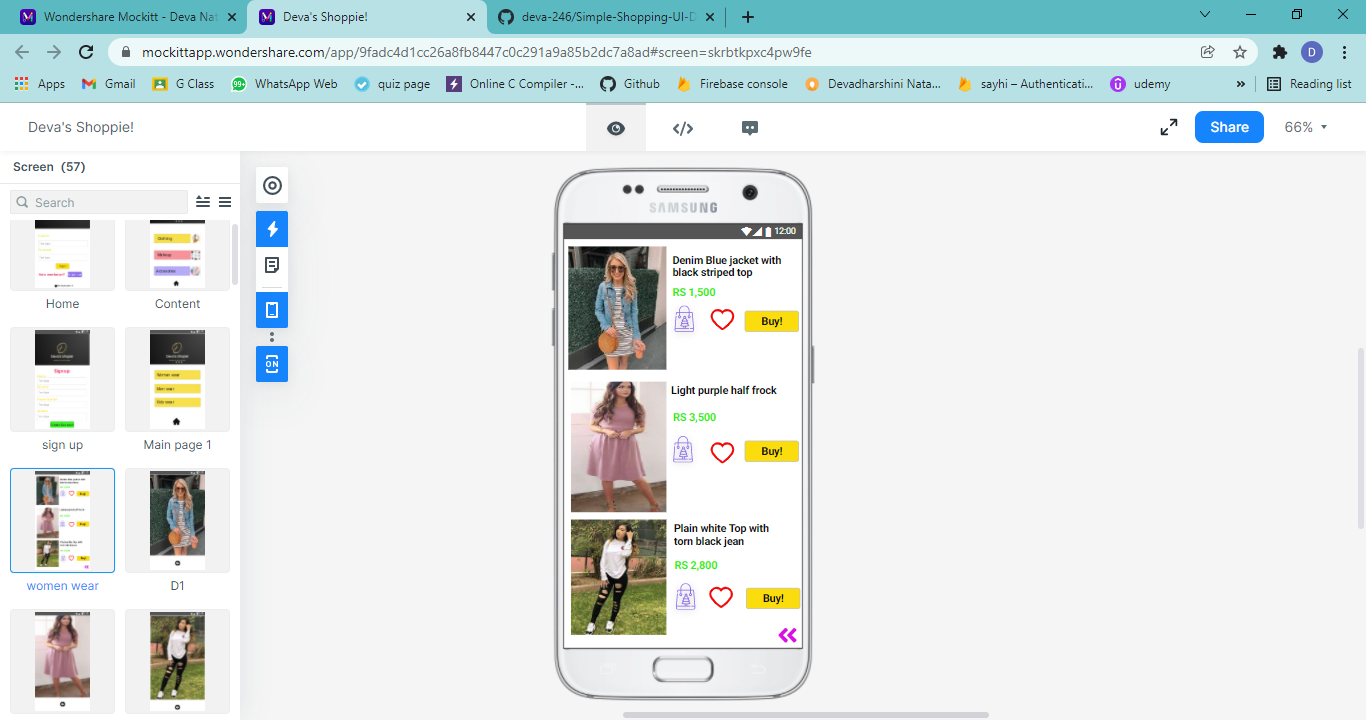 Wondershare Mockitt - Deva Nat
Deva's Shoppie!
deva-246/Simple-Shopping-UI-D
mockittapp.wondershare.com/app/9fadc4d1cc26a8fb8447c0c291a9a85b2dc7a8ad#screen=skrbtkpxc4pw9fe
D
Apps
Gmail
G Class
99+
WhatsApp Web
quiz page
Online C Compiler -...
Github
Firebase console
Devadharshini Nata...
sayhi – Authenticati...
udemy
»
Reading list
Deva's Shoppie!
Share
66%
Screen (57)
Search
Home
Content
sign up
Main page 1
women wear
D1
ON
SAMSUNG
12:00
Denim Blue jacket with
black striped top
RS 1,500
Buy!
Light purple half frock
RS 3,500
Buy!
Plain white Top with
torn black jean
RS 2,800
Buy!